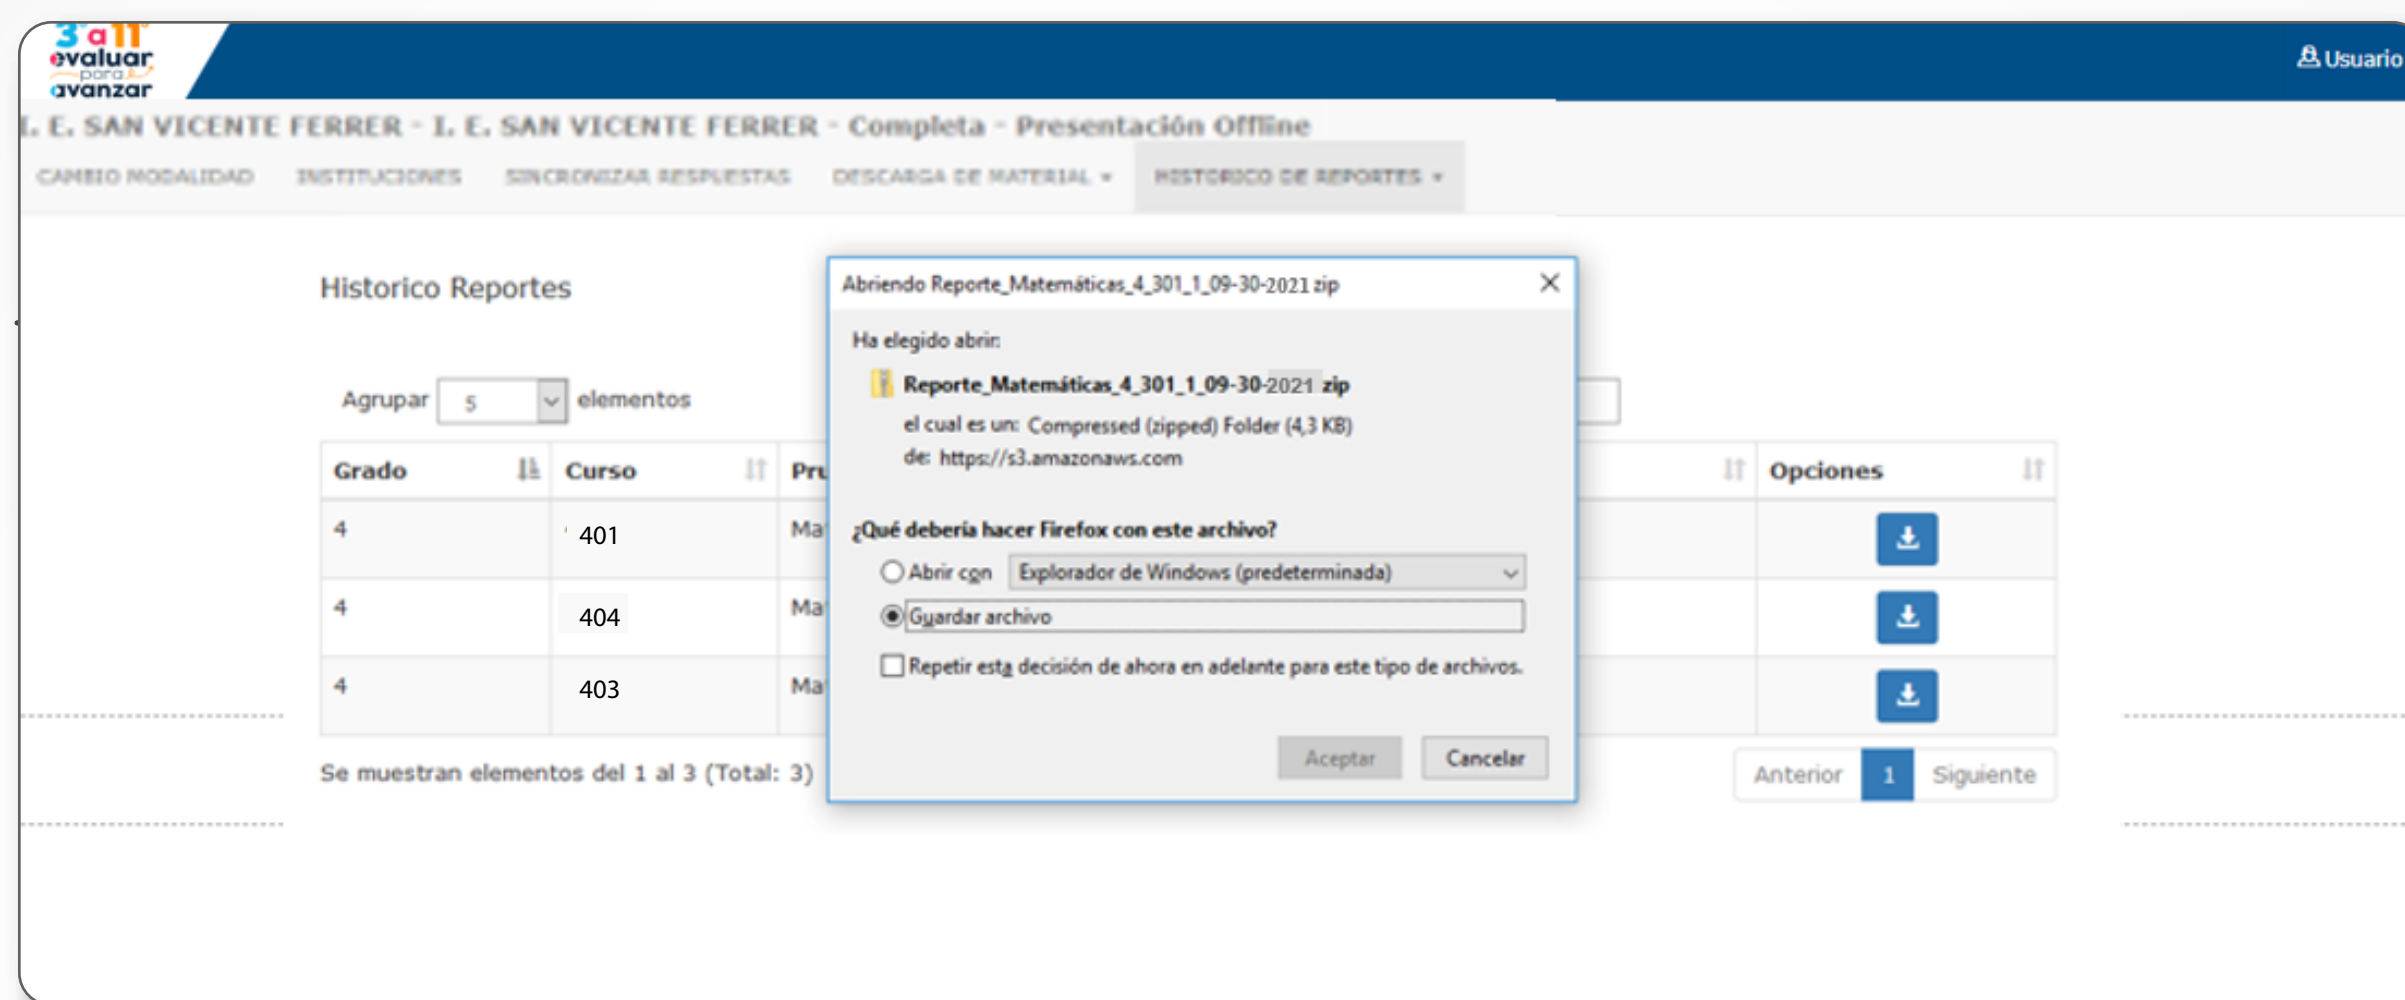 3° a 11°
evaluar
para
avanzar
Usuario
I. E. SAN VICENTE FERRER - I. E. SAN VICENTE FERRER - Completa - Presentación Offline
CAMBIO MODALIDAD INSTITUCIONES SINCRONIZAR RESPUESTAS DESCARGA DE MATERIAL HISTORICO DE REPORTES
Historico Reportes
Agrupar 5 elementos
Grado Curso Pru Opciones
4 401 Ma
4 404 Ma
4 403 Ma
Se muestran elementos del 1 al 3 (Total: 3)
Anterior 1 Siguiente
Abriendo Reporte_Matemáticas_4_301_1_09-30-2021 zip
Ha elegido abrir:
Reporte_Matemáticas_4_301_1_09-30-2021 zip
el cual es un: Compressed (zipped) Folder (4,3 KB)
de: https://s3.amazonaws.com
¿Qué debería hacer Firefox con este archivo?
Abrir con Explorador de Windows (predeterminada)
Guardar archivo
Repetir esta decisión de ahora en adelante para este tipo de archivos.
Aceptar Cancelar